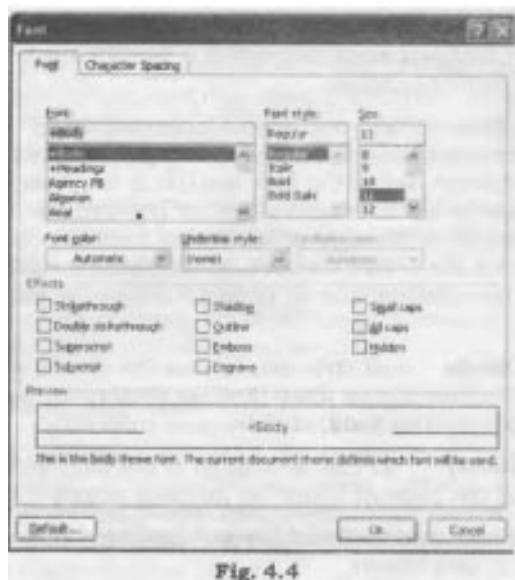 Font
Font Character Spacing
Font: Font style: Size:
+Body Regular 11
+Body Regular 8
+Headings Italic 9
Agency FB Bold 10
Algerian Bold Italic 11
Arial 12
Font color: Underline style:
Automatic (none)
Effects
Strikethrough Shadow Small caps
Double strikethrough Outline All caps
Superscript Emboss Hidden
Subscript Engrave
Preview
+Body
This is the body theme font. The current document theme defines which font will be used.
Default... OK Cancel
Fig. 4.4